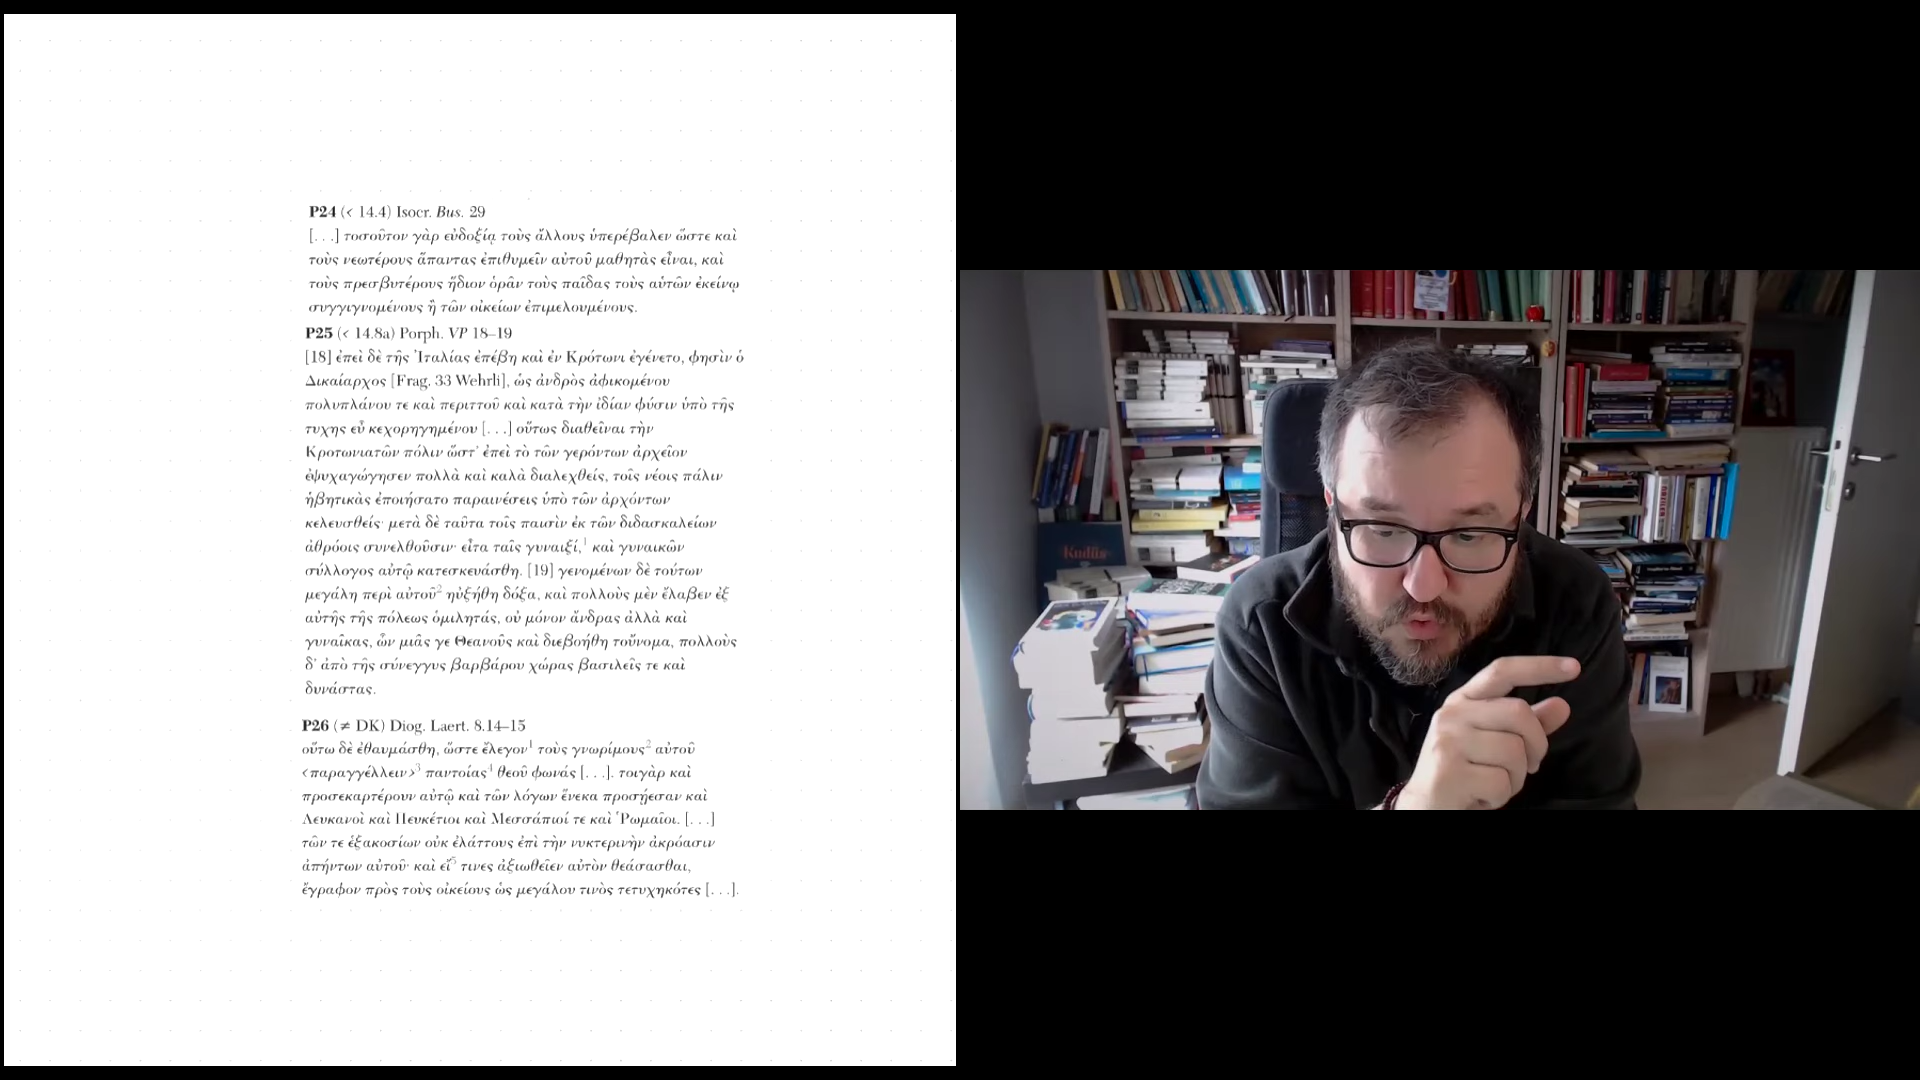 P24 (< 14.4) Isocr. Bus. 29
[. . .] τοσοῦτον γὰρ εὐδοξίᾳ τοὺς ἄλλους ὑπερέβαλεν ὥστε καὶ
τοὺς νεωτέρους ἅπαντας ἐπιθυμεῖν αὐτοῦ μαθητὰς εἶναι, καὶ
τοὺς πρεσβυτέρους ἥδιον ὁρᾶν τοὺς παῖδας τοὺς αὑτῶν ἐκείνῳ
συγγιγνομένους ἢ τῶν οἰκείων ἐπιμελουμένους.
P25 (< 14.8a) Porph. VP 18–19
[18] ἐπεὶ δὲ τῆς Ἰταλίας ἐπέβη καὶ ἐν Κρότωνι ἐγένετο, φησὶν ὁ
Δικαίαρχος [Frag. 33 Wehrli], ὡς ἀνδρὸς ἀφικομένου
πολυπλάνου τε καὶ περιττοῦ καὶ κατὰ τὴν ἰδίαν φύσιν ὑπὸ τῆς
τυχης εὖ κεχορηγημένου [. . .] οὕτως διαθεῖναι τὴν
Κροτωνιατῶν πόλιν ὥστ’ ἐπεὶ τὸ τῶν γερόντων ἀρχεῖον
ἐψυχαγώγησεν πολλὰ καὶ καλὰ διαλεχθείς, τοῖς νέοις πάλιν
ἡβητικὰς ἐποιήσατο παραινέσεις ὑπὸ τῶν ἀρχόντων
κελευσθείς· μετὰ δὲ ταῦτα τοῖς παισὶν ἐκ τῶν διδασκαλείων
ἀθρόοις συνελθοῦσιν· εἶτα ταῖς γυναιξί,1 καὶ γυναικῶν
σύλλογος αὐτῷ κατεσκευάσθη. [19] γενομένων δὲ τούτων
μεγάλη περὶ αὐτοῦ2 ηὐξήθη δόξα, καὶ πολλοὺς μὲν ἔλαβεν ἐξ
αὐτῆς τῆς πόλεως ὁμιλητάς, οὐ μόνον ἄνδρας ἀλλὰ καὶ
γυναῖκας, ὧν μιᾶς γε Θεανοῦς καὶ διεβοήθη τοὔνομα, πολλοὺς
δ’ ἀπὸ τῆς σύνεγγυς βαρβάρου χώρας βασιλεῖς τε καὶ
δυνάστας.
P26 (≠ DK) Diog. Laert. 8.14–15
οὕτω δὲ ἐθαυμάσθη, ὥστε ἔλεγον1 τοὺς γνωρίμους2 αὐτοῦ
<παραγγέλλειν>3 παντοίας4 θεοῦ φωνάς [. . .]. τοιγὰρ καὶ
προσεκαρτέρουν αὐτῷ καὶ τῶν λόγων ἕνεκα προσῄεσαν καὶ
Λευκανοὶ καὶ Πευκέτιοι καὶ Μεσσάπιοί τε καὶ Ῥωμαῖοι. [. . .]
τῶν τε ἑξακοσίων οὐκ ἐλάττους ἐπὶ τὴν νυκτερινὴν ἀκρόασιν
ἀπήντων αὐτοῦ· καὶ εἴ5 τινες ἀξιωθεῖεν αὐτὸν θεάσασθαι,
ἔγραφον πρὸς τοὺς οἰκείους ὡς μεγάλου τινὸς τετυχηκότες [. . .].
Kudüs